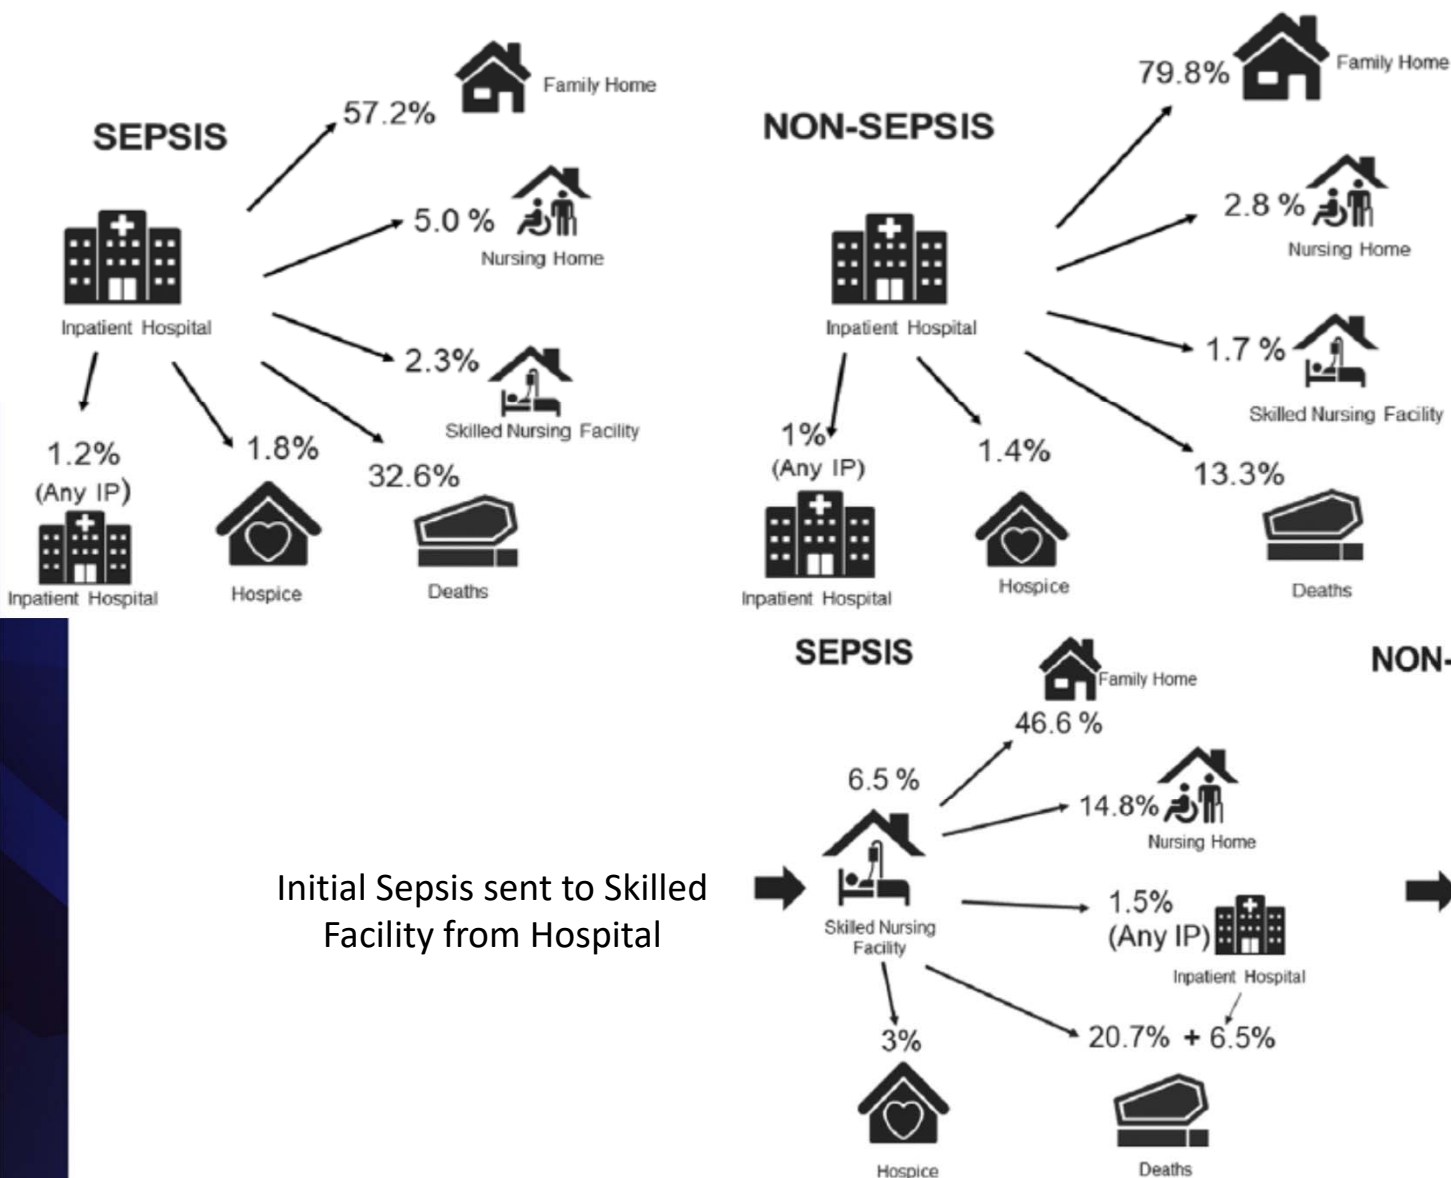 SEPSIS
57.2%
Family Home
5.0 %
Nursing Home
Inpatient Hospital
2.3%
Skilled Nursing Facility
1.2%
(Any IP)
Inpatient Hospital
1.8%
Hospice
32.6%
Deaths
NON-SEPSIS
79.8%
Family Home
2.8 %
Nursing Home
Inpatient Hospital
1.7 %
Skilled Nursing Facility
1%
(Any IP)
Inpatient Hospital
1.4%
Hospice
13.3%
Deaths
Initial Sepsis sent to Skilled
Facility from Hospital
SEPSIS
Family Home
46.6 %
6.5 %
14.8%
Nursing Home
Skilled Nursing
Facility
1.5%
(Any IP)
Inpatient Hospital
20.7% + 6.5%
3%
Hospice
Deaths
NON-